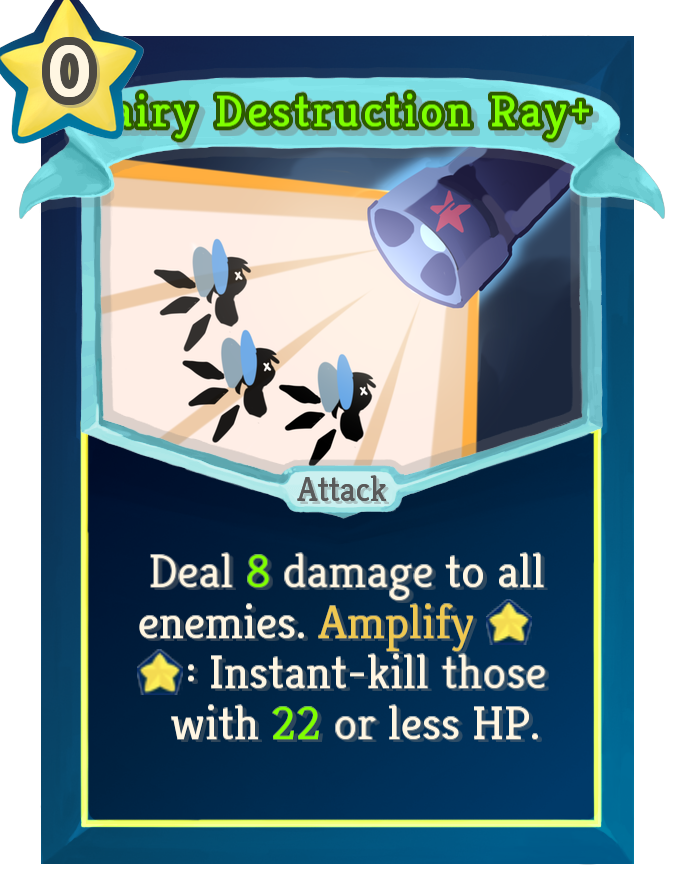 0
airy Destruction Ray+
Attack
Deal 8 damage to all
enemies. Amplify
: Instant-kill those
with 22 or less HP.